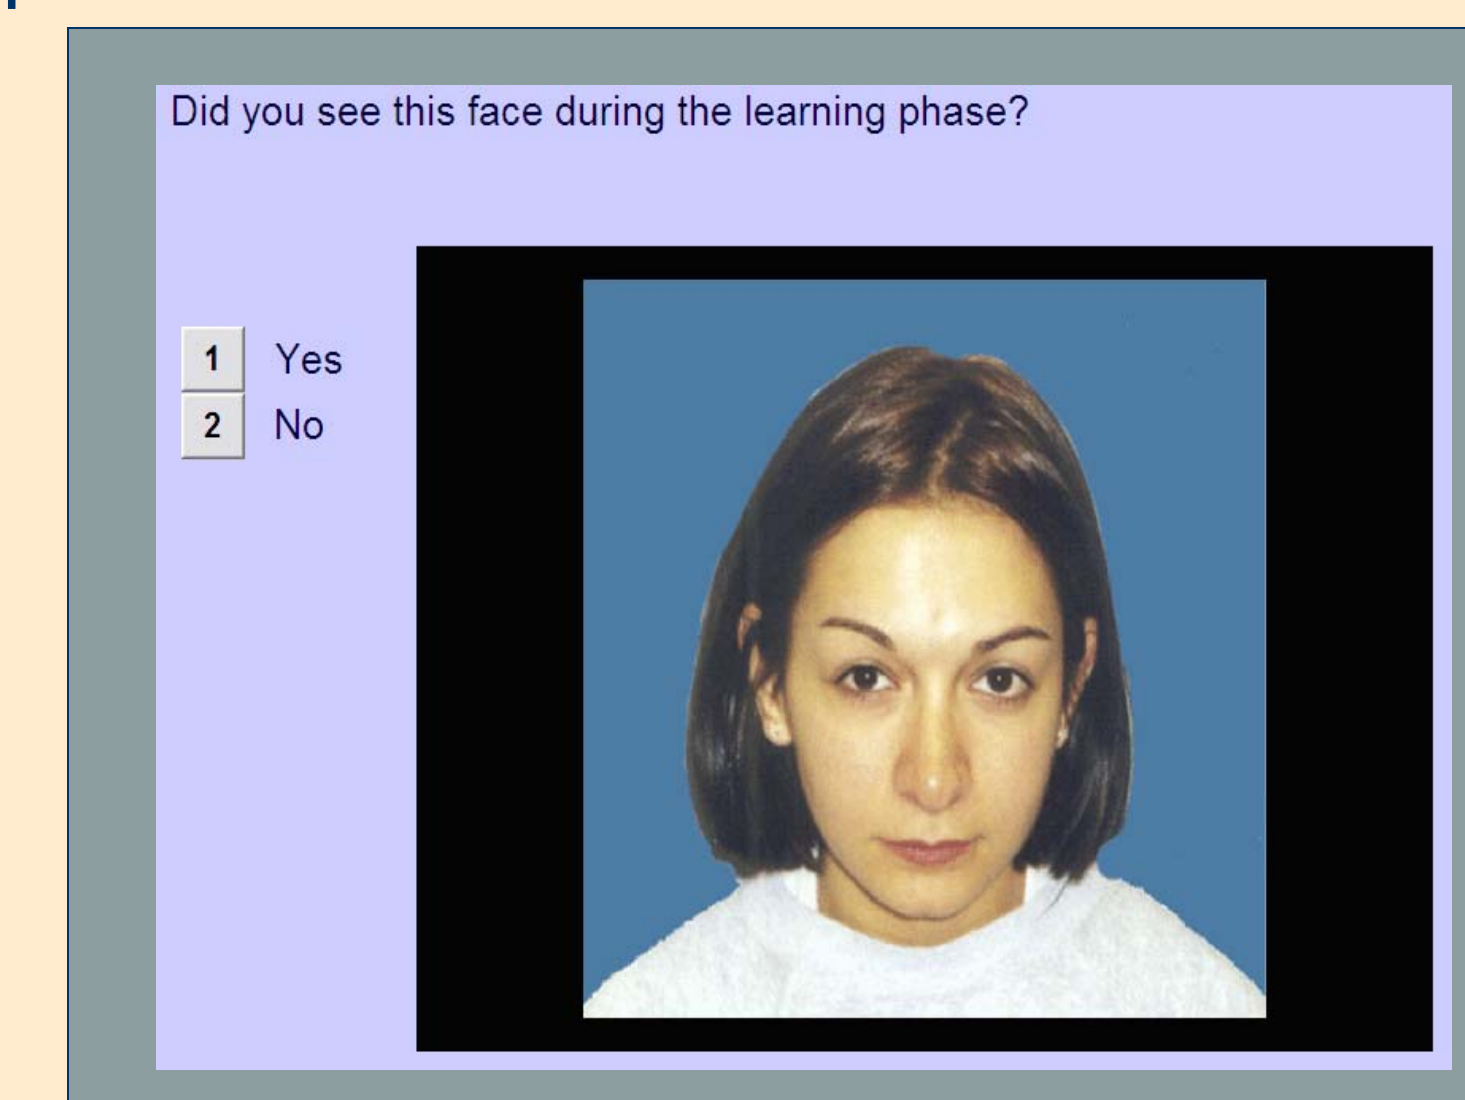 Did you see this face during the learning phase?
1 Yes
2 No